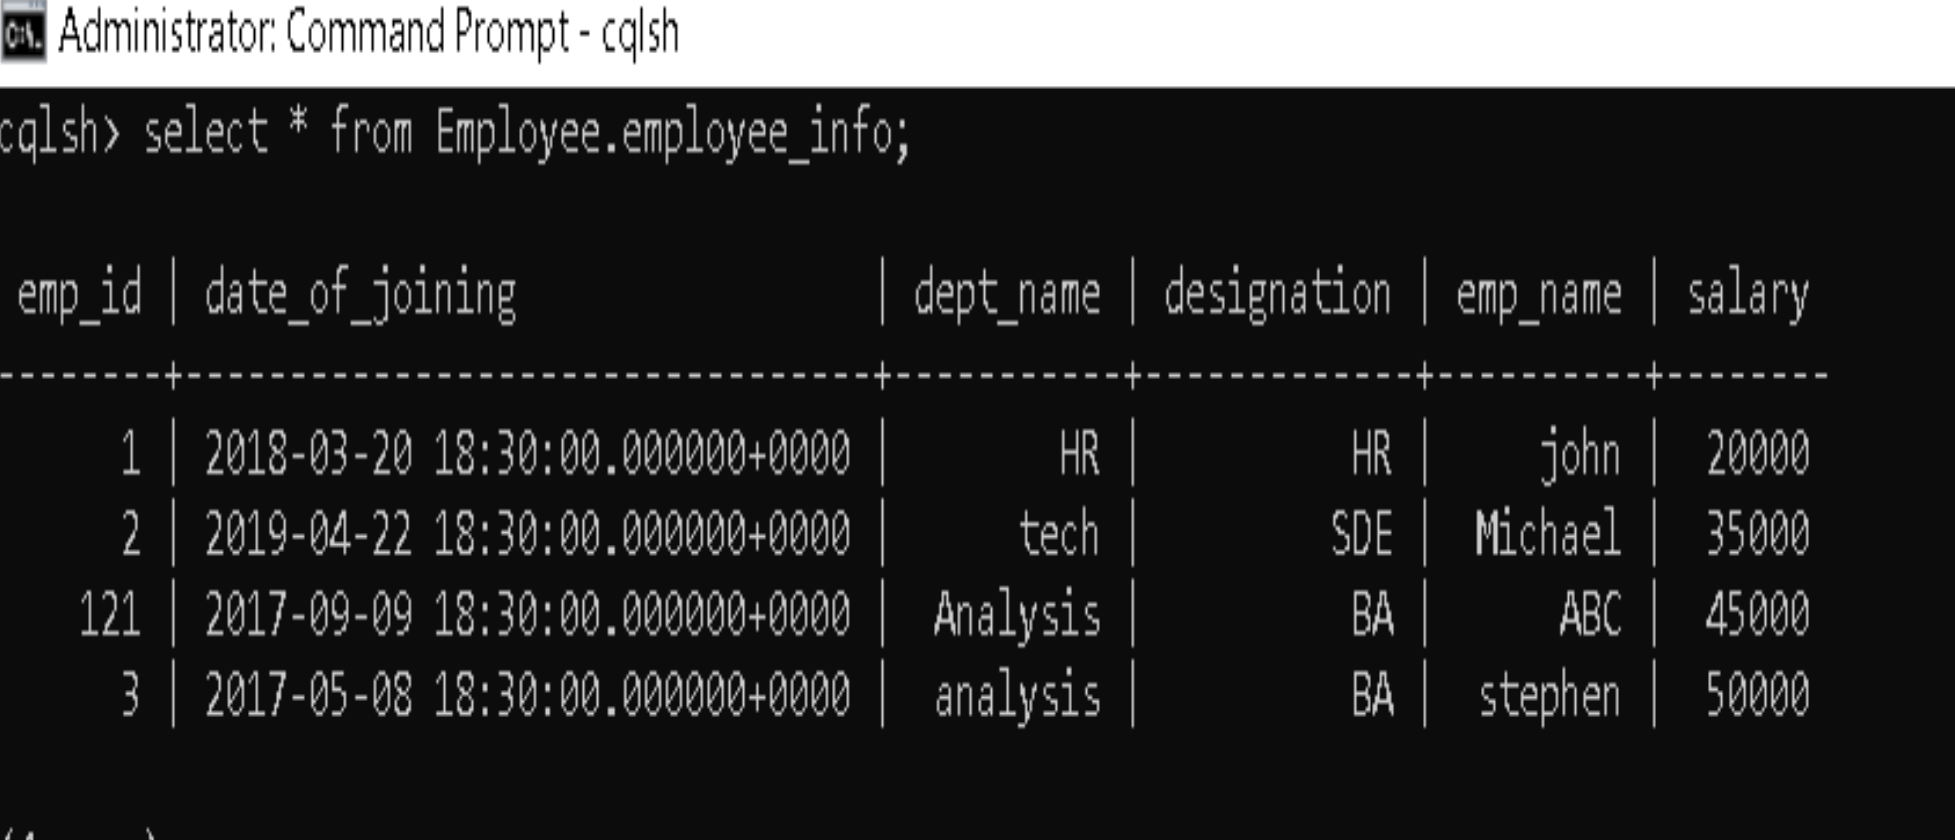 Administrator: Command Prompt - cqlsh
cqlsh> select * from Employee.employee_info;
emp_id | date_of_joining | dept_name | designation | emp_name | salary
--------+---------------------------------+-----------+-------------+----------+--------
1 | 2018-03-20 18:30:00.000000+0000 | HR | HR | john | 20000
2 | 2019-04-22 18:30:00.000000+0000 | tech | SDE | Michael | 35000
121 | 2017-09-09 18:30:00.000000+0000 | Analysis | BA | ABC | 45000
3 | 2017-05-08 18:30:00.000000+0000 | analysis | BA | stephen | 50000